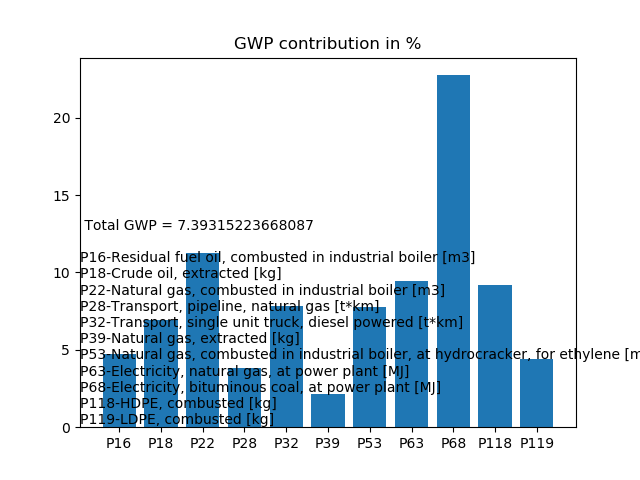 GWP contribution in %
20
15
Total GWP = 7.39315223668087
P16-Residual fuel oil, combusted in industrial boiler [m3]
10
P18-Crude oil, extracted [kg]
P22-Natural gas, combusted in industrial boiler [m3]
P28-Transport, pipeline, natural gas [t*km]
P32-Transport, single unit truck, diesel powered [t*km]
P39-Natural gas, extracted [kg]
5
P53-Natural gas, combusted in industrial boiler, at hydrocracker, for ethylene [m
P63-Electricity, natural gas, at power plant [MJ]
P68-Electricity, bituminous coal, at power plant [MJ]
P118-HDPE, combusted [kg]
P119-LDPE, combusted [kg]
0
P16 P18 P22 P28 P32 P39 P53 P63 P68 P118 P119